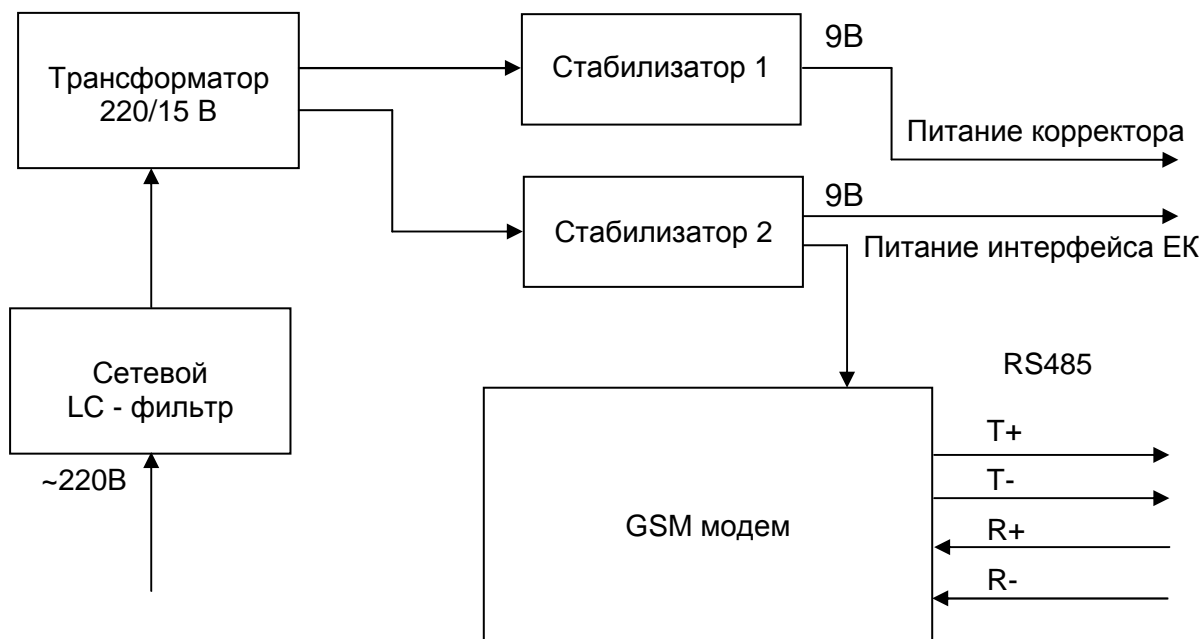 Трансформатор
220/15 В
Стабилизатор 1
9В
Питание корректора
Стабилизатор 2
9В
Питание интерфейса ЕК
Сетевой
LC - фильтр
~220В
RS485
GSM модем
T+
T-
R+
R-